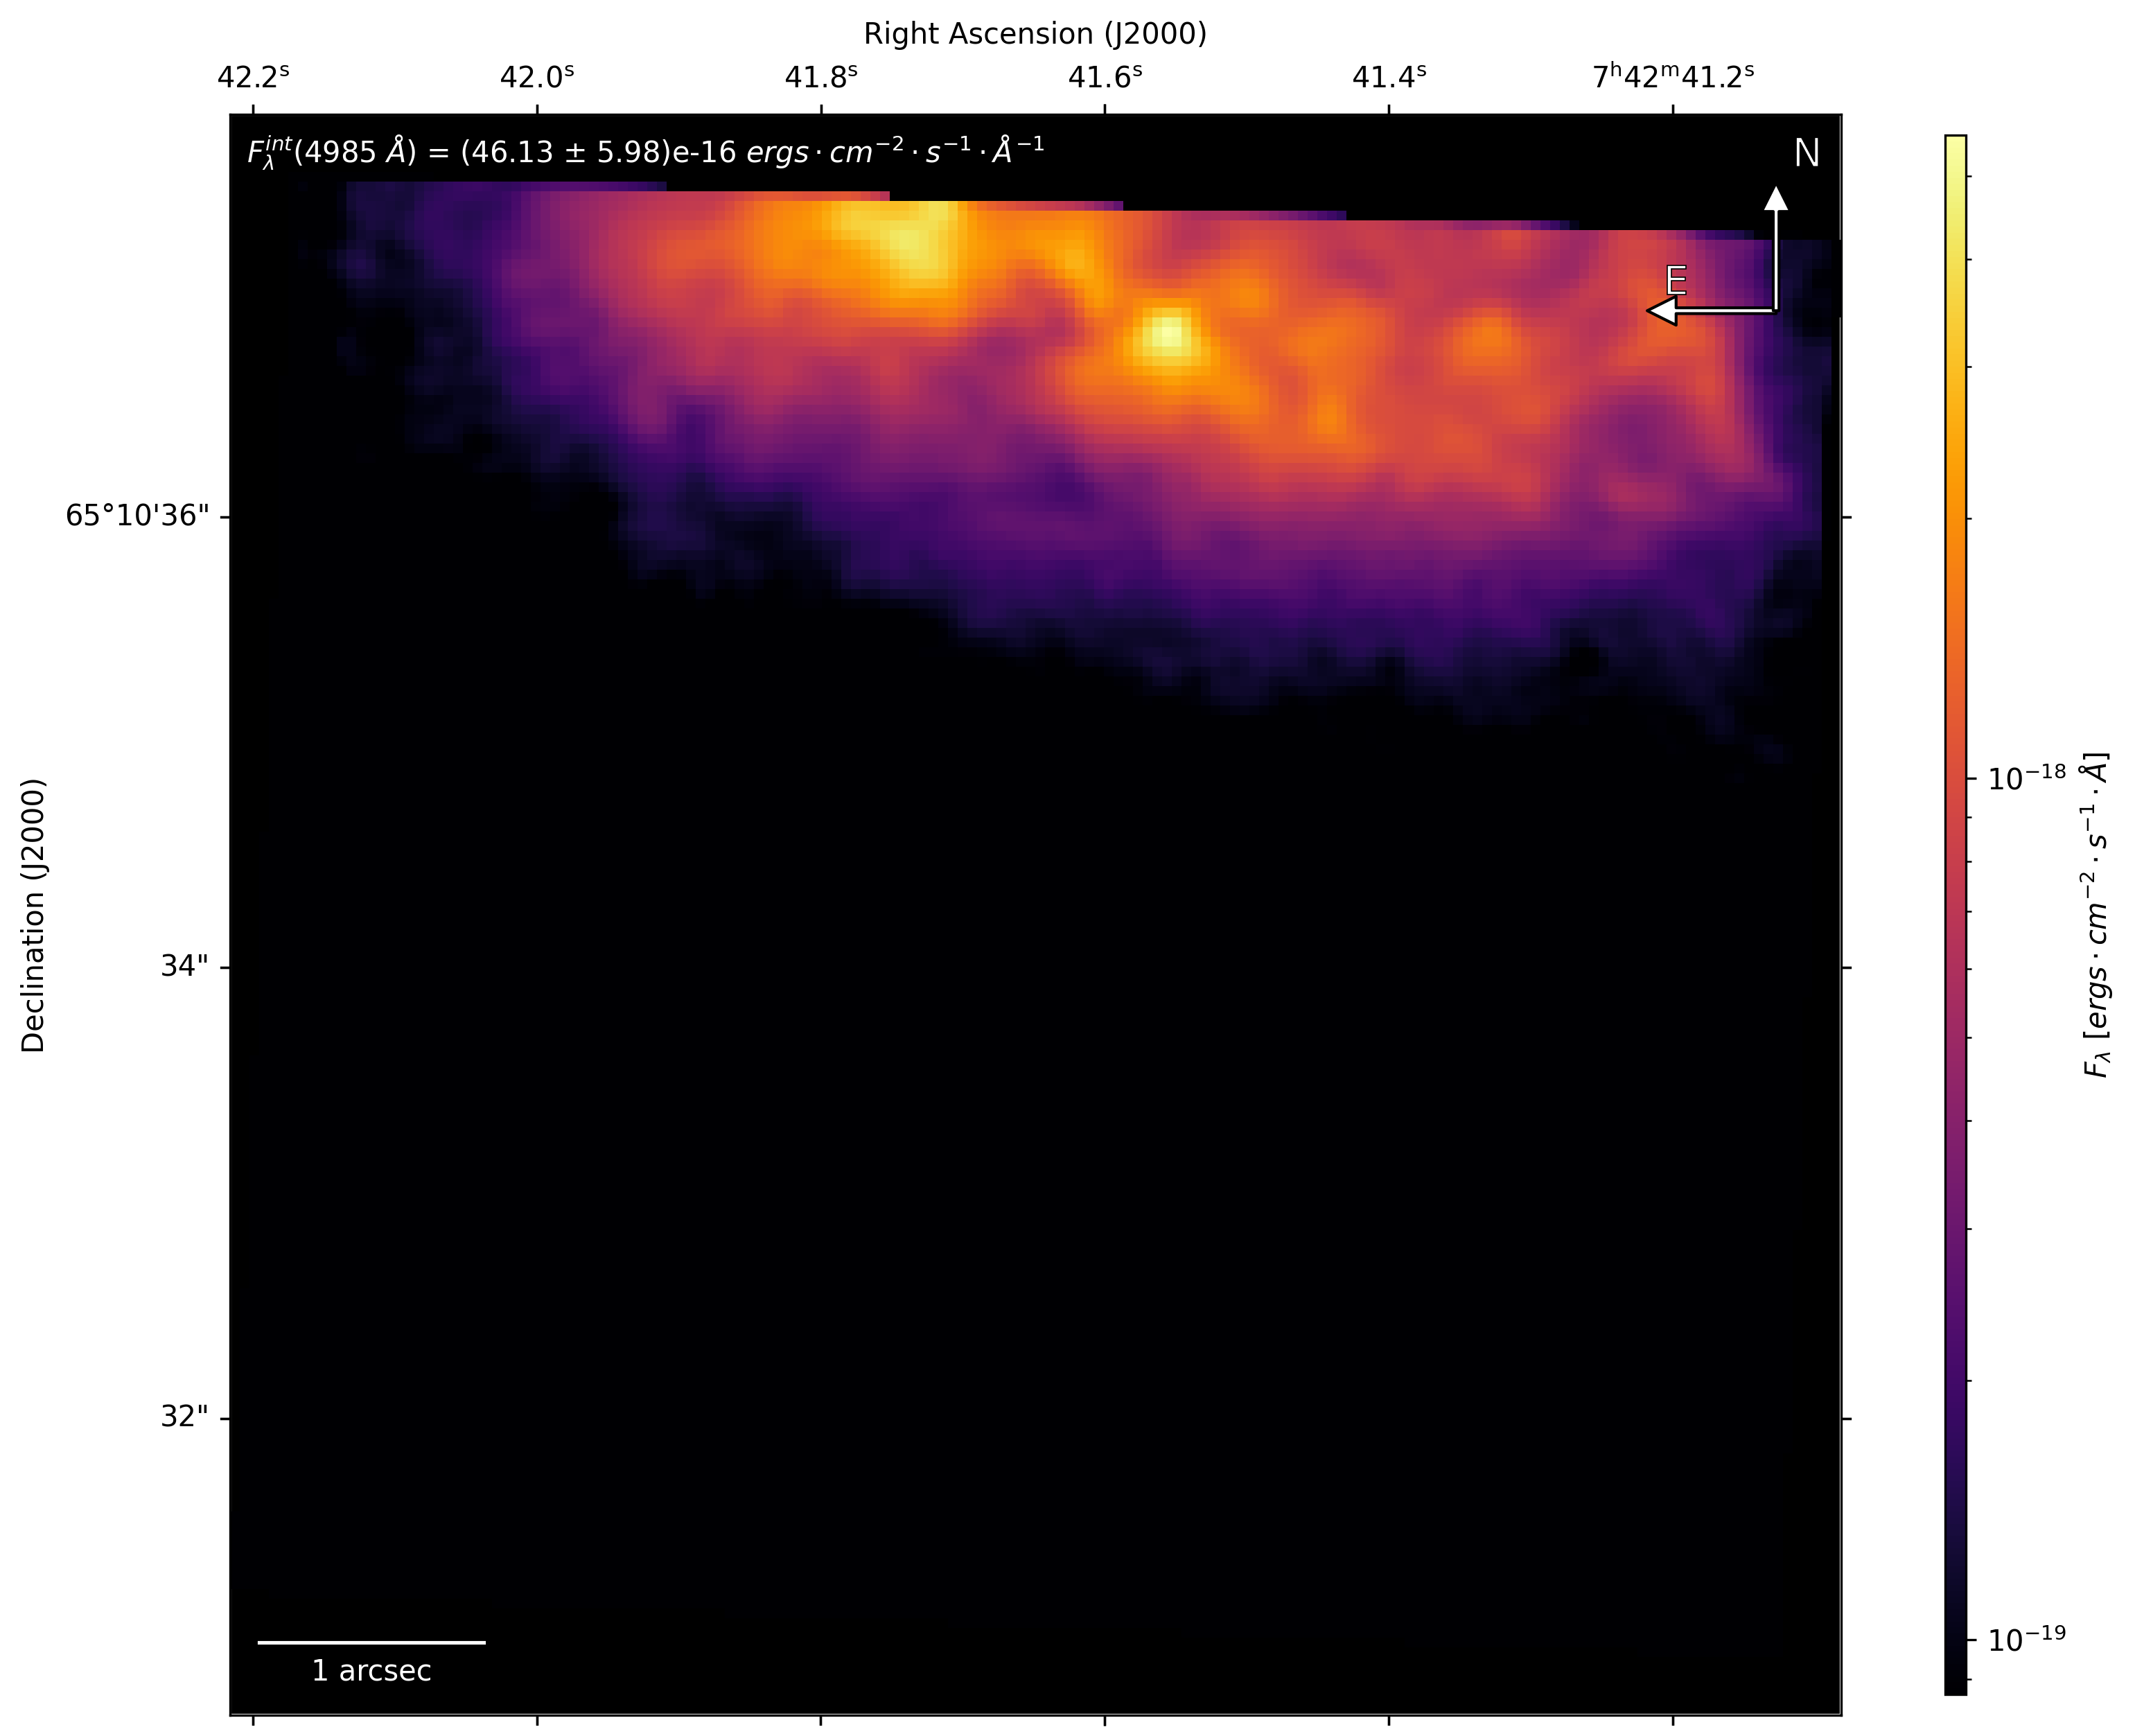 Right Ascension (J2000)
42.2ˢ 42.0ˢ 41.8ˢ 41.6ˢ 41.4ˢ 7ʰ42ᵐ41.2ˢ
F_λ^int(4985 Å) = (46.13 ± 5.98)e-16 ergs · cm⁻² · s⁻¹ · Å⁻¹
N
E
65°10'36"
34"
32"
Declination (J2000)
1 arcsec
10⁻¹⁸
10⁻¹⁹
F_λ [ergs · cm⁻² · s⁻¹ · Å]